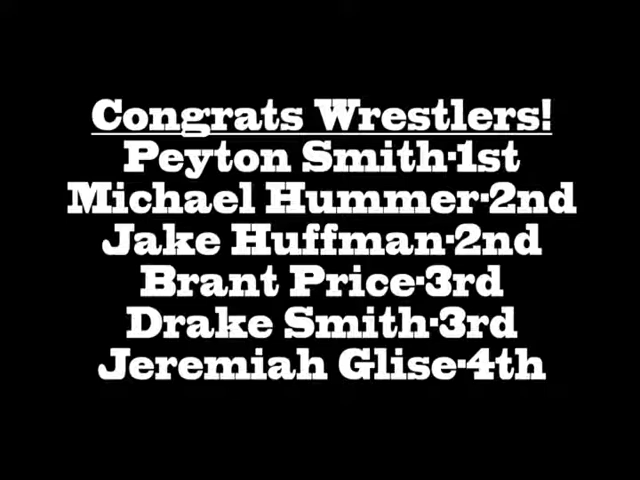 Congrats Wrestlers!
Peyton Smith-1st
Michael Hummer-2nd
Jake Huffman-2nd
Brant Price-3rd
Drake Smith-3rd
Jeremiah Glise-4th